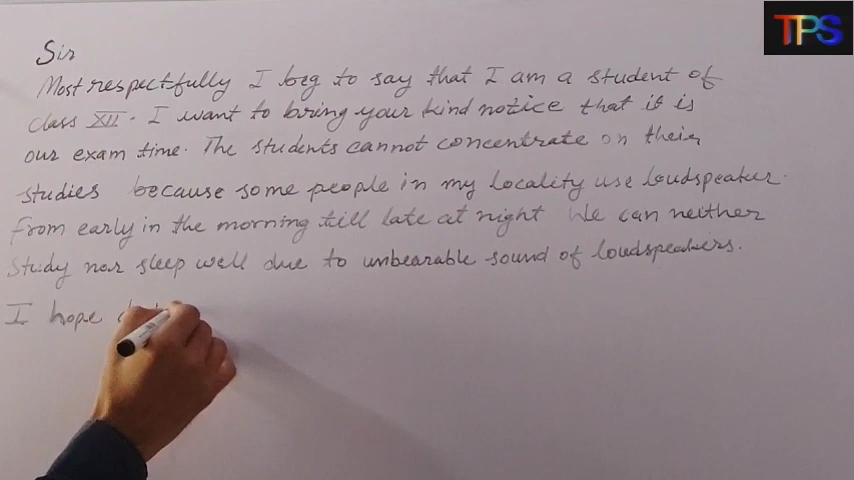 TPS
Sir
Most respectfully I beg to say that I am a student of
class XII. I want to bring your kind notice that it is
our exam time. The students cannot concentrate on their
studies because some people in my locality use loudspeaker.
From early in the morning till late at night We can neither
Study nor sleep well due to unbearable sound of loudspeakers.
I hope